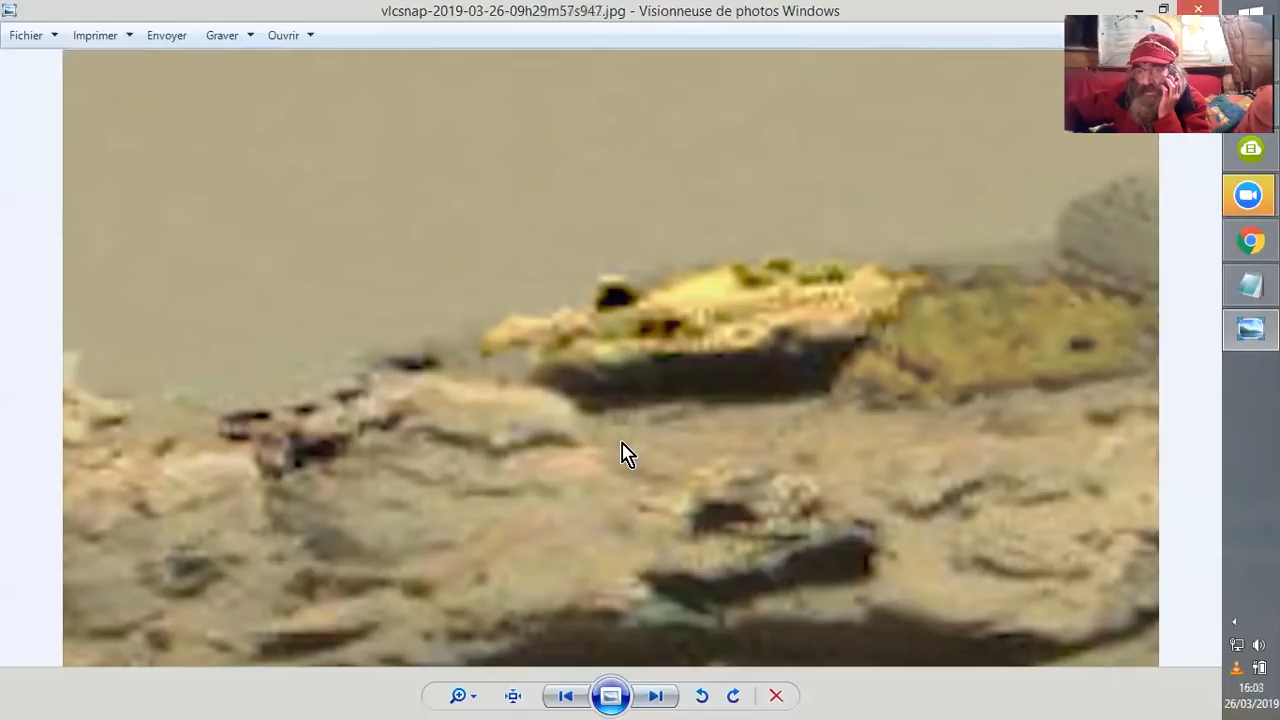 vlcsnap-2019-03-26-09h29m57s947.jpg - Visionneuse de photos Windows
Fichier Imprimer Envoyer Graver Ouvrir
16:03
26/03/2019